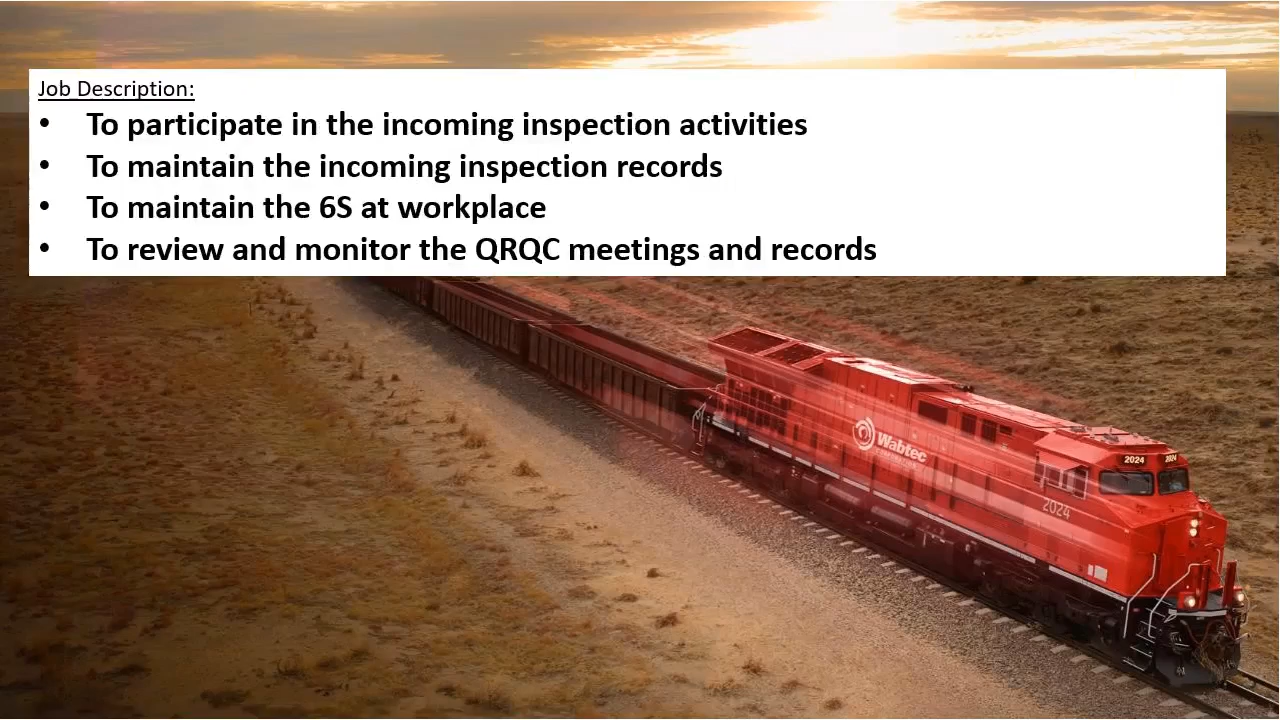 Job Description:
• To participate in the incoming inspection activities
• To maintain the incoming inspection records
• To maintain the 6S at workplace
• To review and monitor the QRQC meetings and records
Wabtec
2024
2024
2024